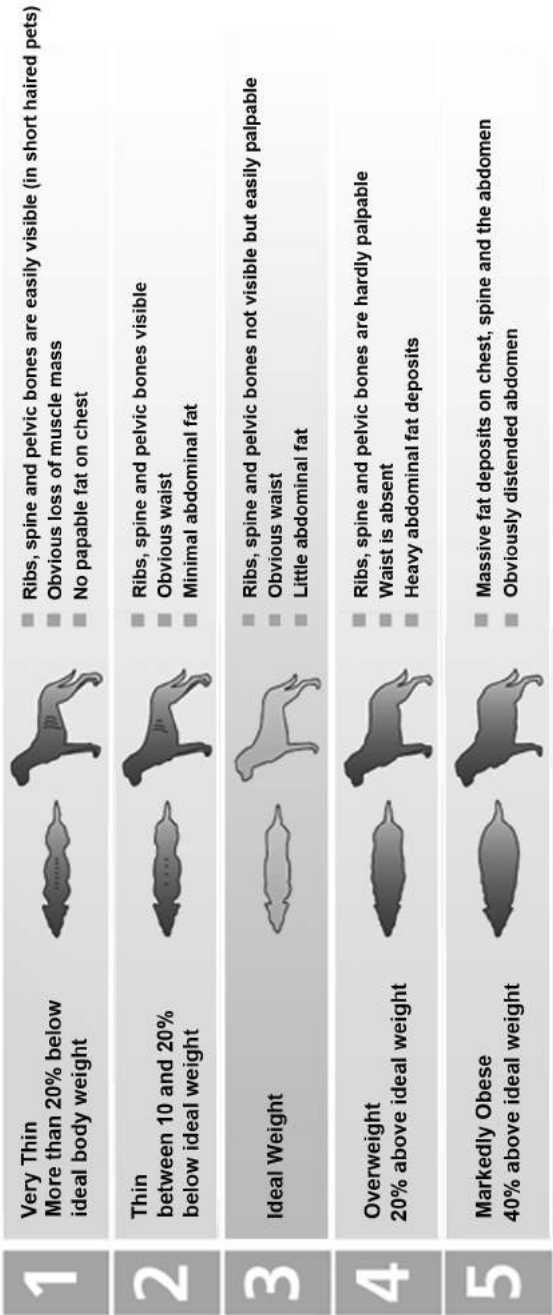 1
Very Thin
More than 20% below
ideal body weight
Ribs, spine and pelvic bones are easily visible (in short haired pets)
Obvious loss of muscle mass
No papable fat on chest
2
Thin
between 10 and 20%
below ideal weight
Ribs, spine and pelvic bones visible
Obvious waist
Minimal abdominal fat
3
Ideal Weight
Ribs, spine and pelvic bones not visible but easily palpable
Obvious waist
Little abdominal fat
4
Overweight
20% above ideal weight
Ribs, spine and pelvic bones are hardly palpable
Waist is absent
Heavy abdominal fat deposits
5
Markedly Obese
40% above ideal weight
Massive fat deposits on chest, spine and the abdomen
Obviously distended abdomen